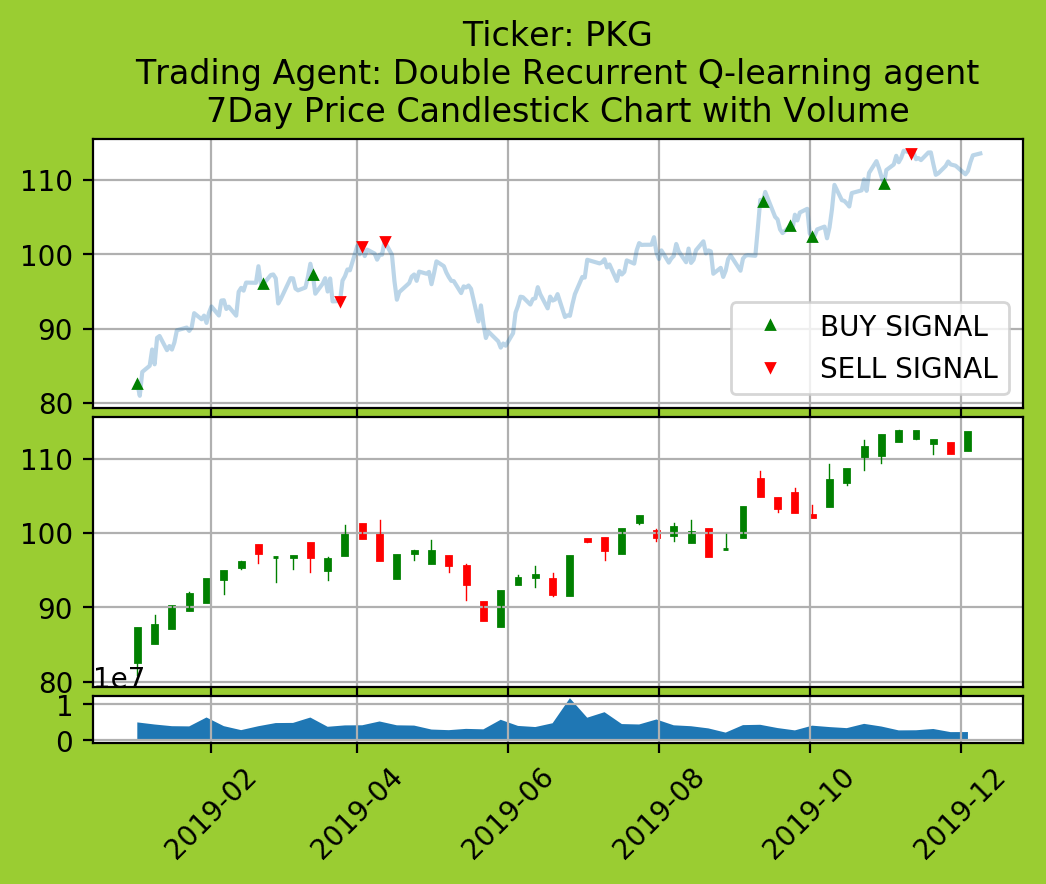 Ticker: PKG
Trading Agent: Double Recurrent Q-learning agent
7Day Price Candlestick Chart with Volume
110
100
90
80
BUY SIGNAL
SELL SIGNAL
110
100
90
80
1e7
1
0
2019-02
2019-04
2019-06
2019-08
2019-10
2019-12